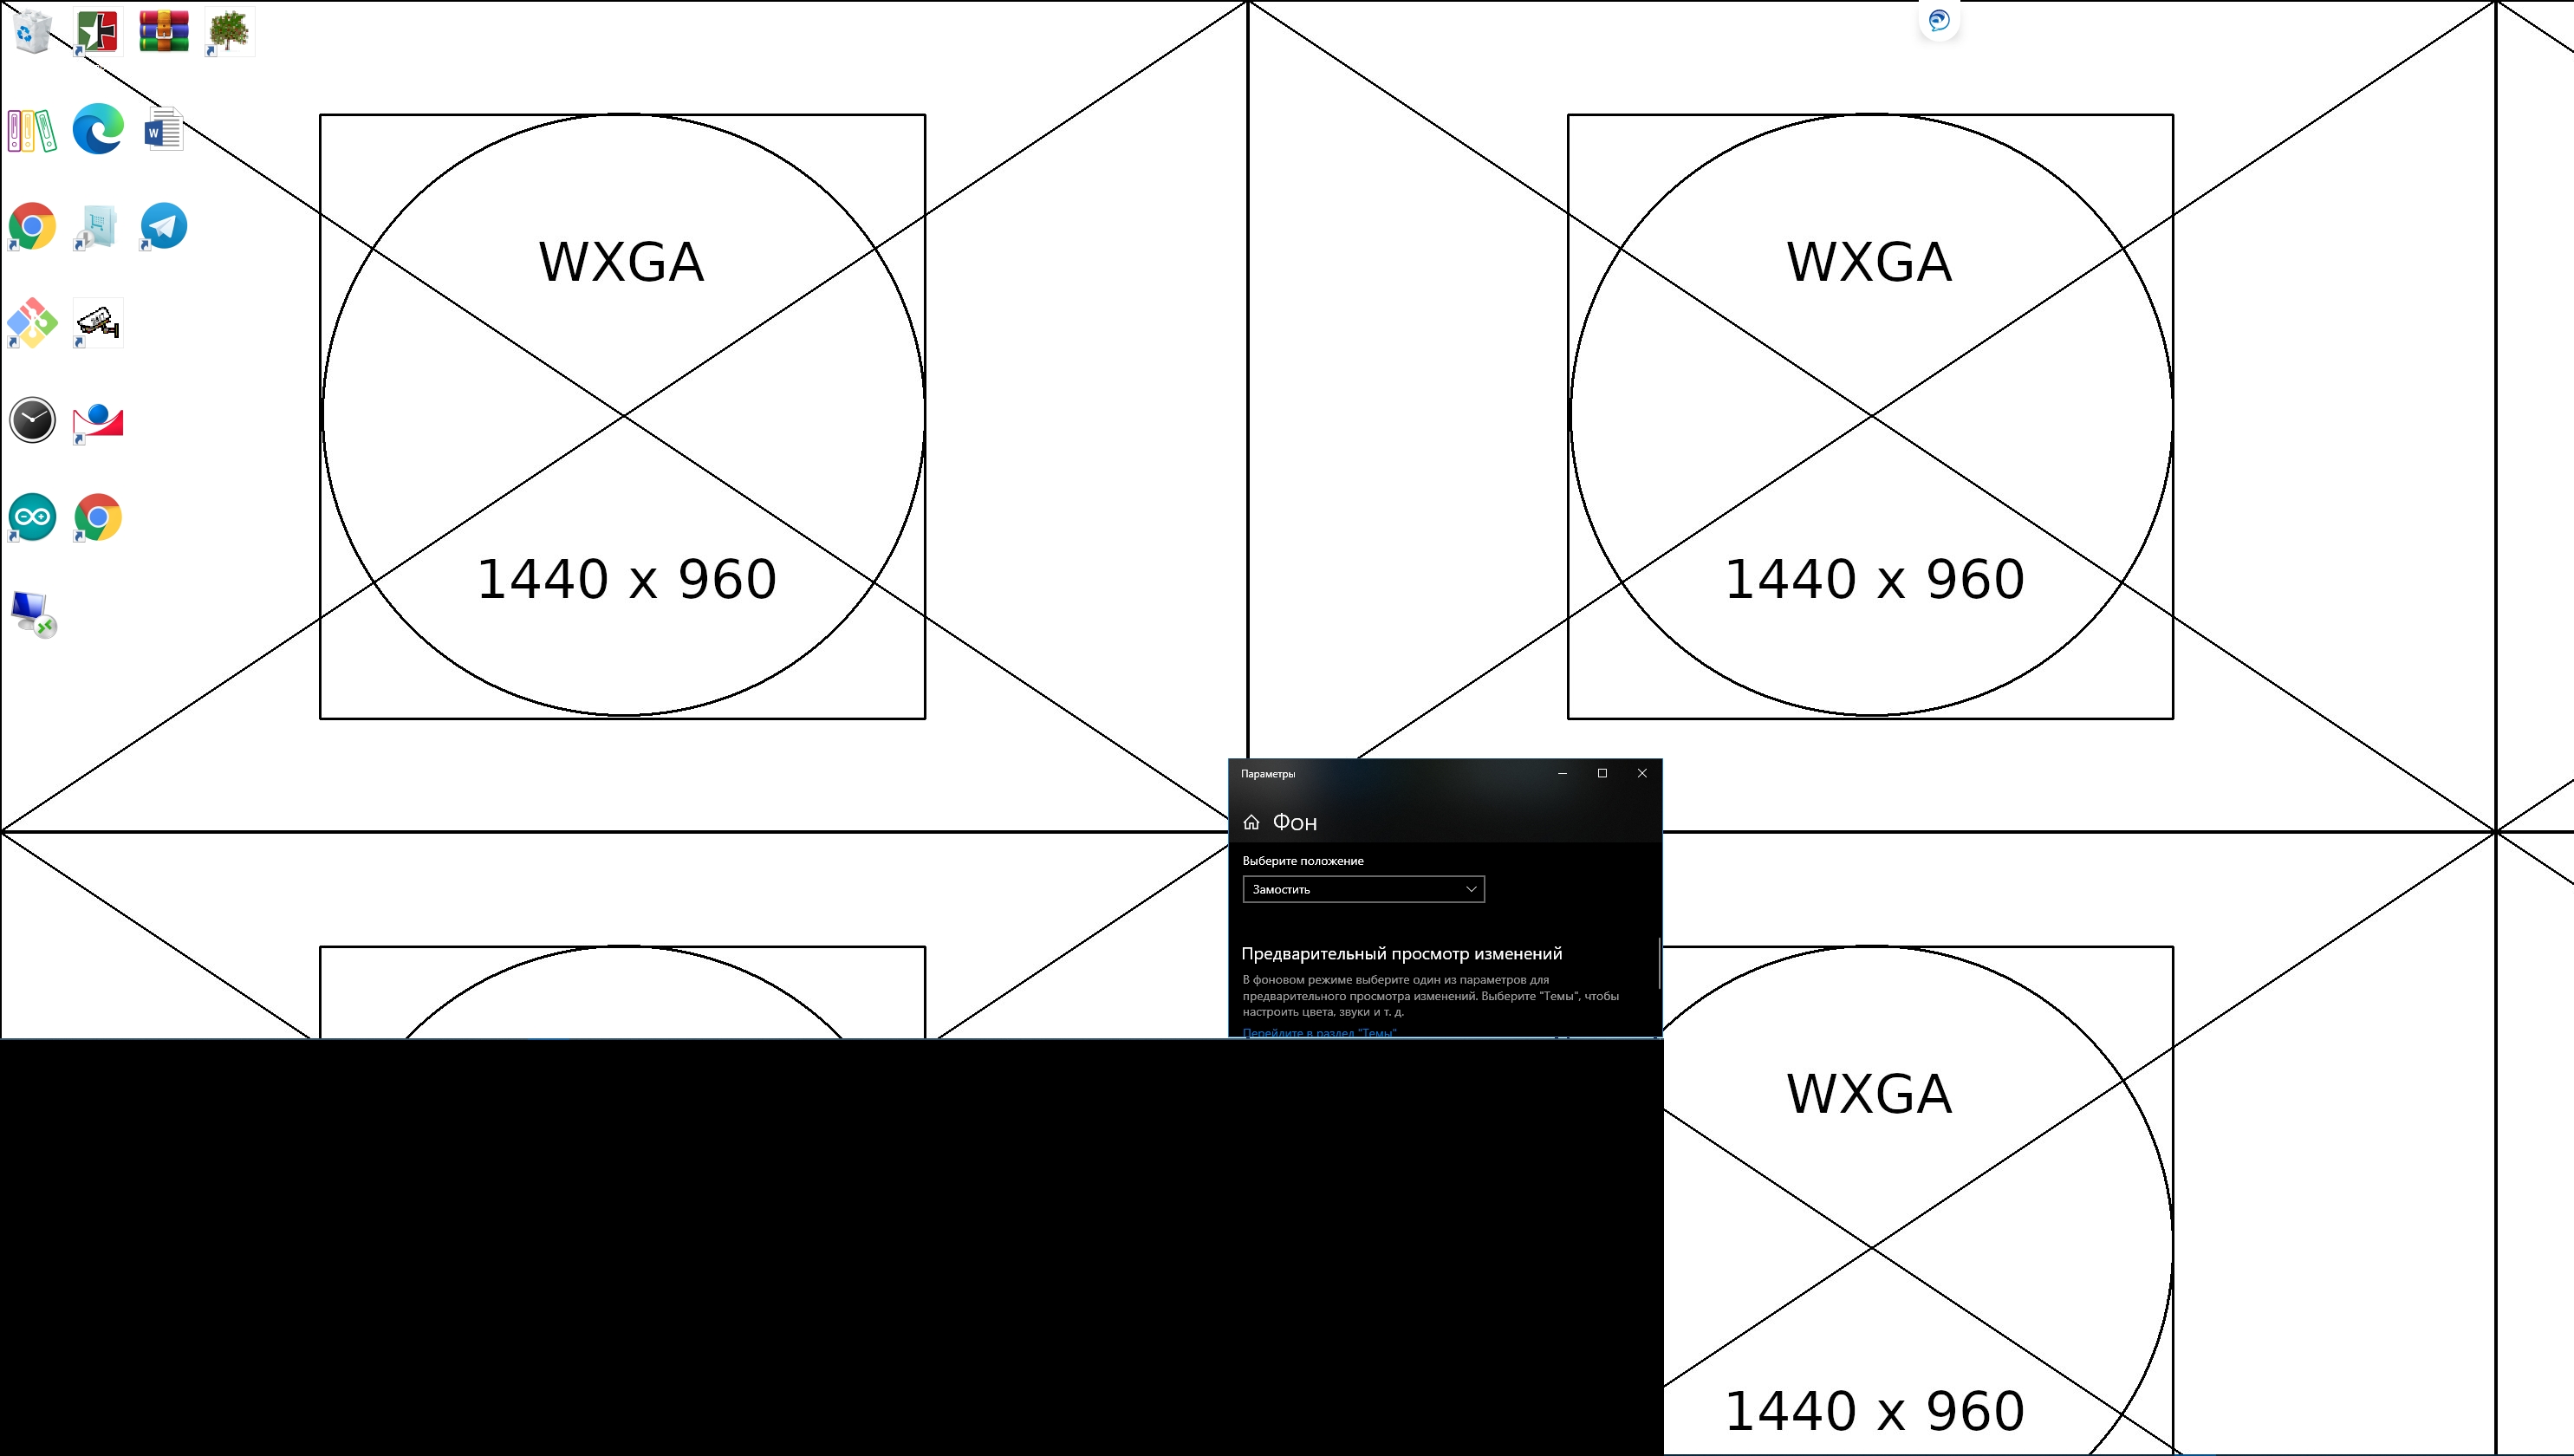 WXGA
WXGA
1440 x 960
1440 x 960
Параметры
Фон
Выберите положение
Замостить
Предварительный просмотр изменений
В фоновом режиме выберите один из параметров для
предварительного просмотра изменений. Выберите "Темы", чтобы
настроить цвета, звуки и т. д.
Перейдите в раздел "Темы"
WXGA
1440 x 960